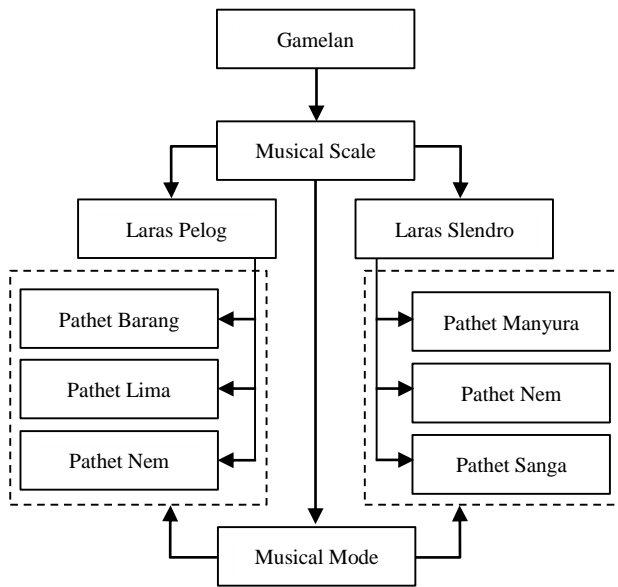 Gamelan
Musical Scale
Laras Pelog
Laras Slendro
Pathet Barang
Pathet Lima
Pathet Nem
Pathet Manyura
Pathet Nem
Pathet Sanga
Musical Mode